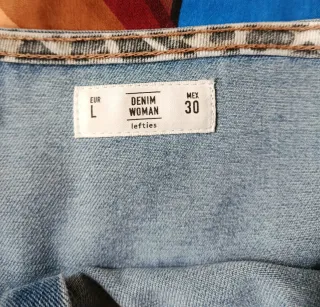 EUR
L
DENIM
WOMAN
lefties
MEX
30